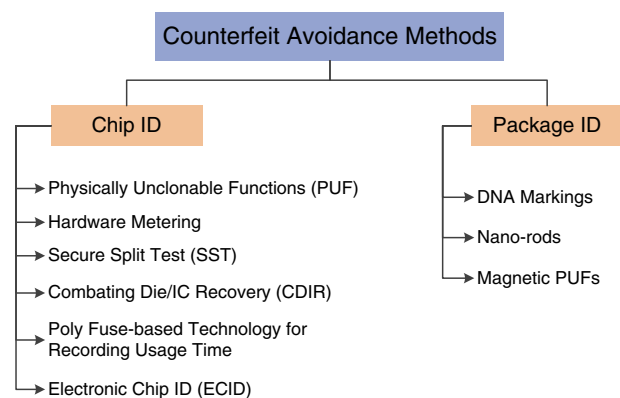 Counterfeit Avoidance Methods
Chip ID
Physically Unclonable Functions (PUF)
Hardware Metering
Secure Split Test (SST)
Combating Die/IC Recovery (CDIR)
Poly Fuse-based Technology for
Recording Usage Time
Electronic Chip ID (ECID)
Package ID
DNA Markings
Nano-rods
Magnetic PUFs